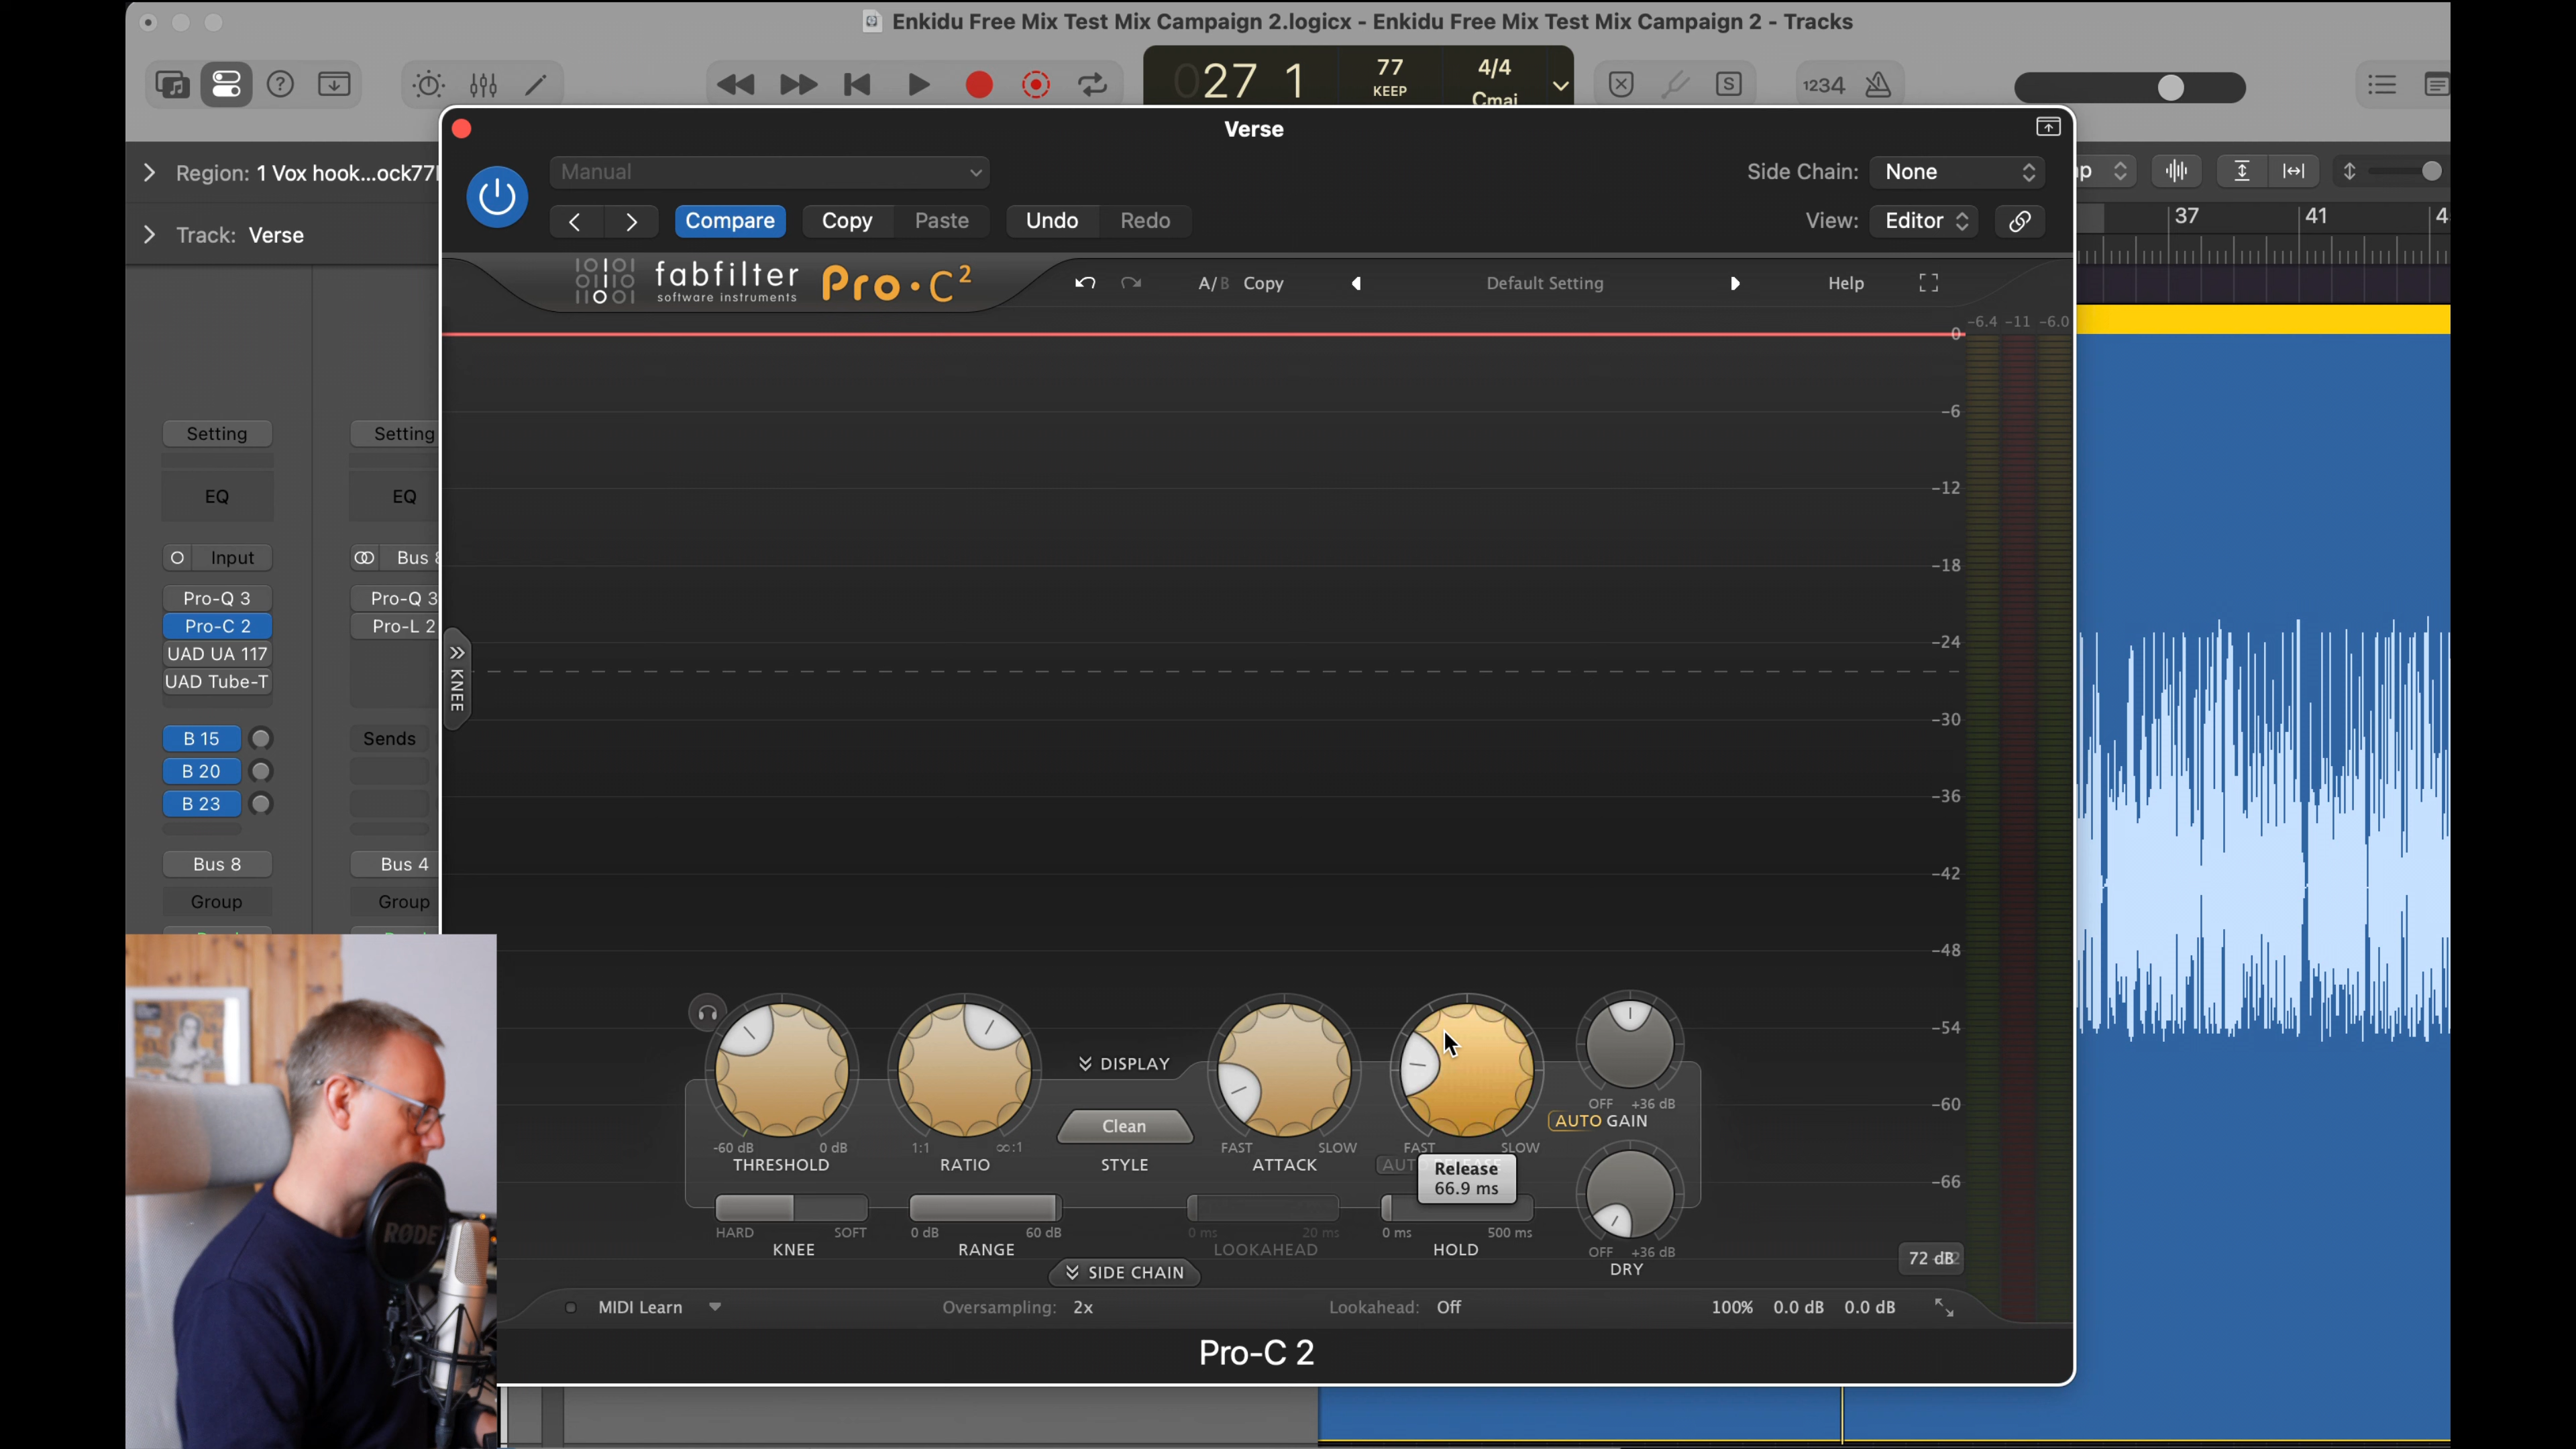 Enkidu Free Mix Test Mix Campaign 2.logicx - Enkidu Free Mix Test Mix Campaign 2 - Tracks
027 1
77
KEEP
4/4
Cmaj
1234
S
Verse
Region: 1 Vox hook...ock77
Track: Verse
Manual
Side Chain: None
Compare
Copy
Paste
Undo
Redo
View: Editor
37
41
4
fabfilter
software instruments
Pro·C²
A/B
Copy
Default Setting
Help
-6.4 -11 -6.0
0
-6
-12
-18
-24
-30
-36
-42
-48
-54
-60
-66
72 dB
Setting
Setting
EQ
EQ
Input
Bus 8
Pro-Q 3
Pro-Q 3
Pro-C 2
Pro-L 2
UAD UA 117
UAD Tube-T
B 15
Sends
B 20
B 23
Bus 8
Bus 4
Group
Group
KNEE
-60 dB
0 dB
THRESHOLD
1:1
∞:1
RATIO
DISPLAY
Clean
STYLE
FAST
SLOW
ATTACK
FAST
SLOW
AUT
Release
66.9 ms
OFF
+36 dB
AUTO GAIN
HARD
SOFT
KNEE
0 dB
60 dB
RANGE
0 ms
20 ms
LOOKAHEAD
0 ms
500 ms
HOLD
OFF
+36 dB
DRY
SIDE CHAIN
MIDI Learn
Oversampling: 2x
Lookahead: Off
100%
0.0 dB
0.0 dB
Pro-C 2
RØDE